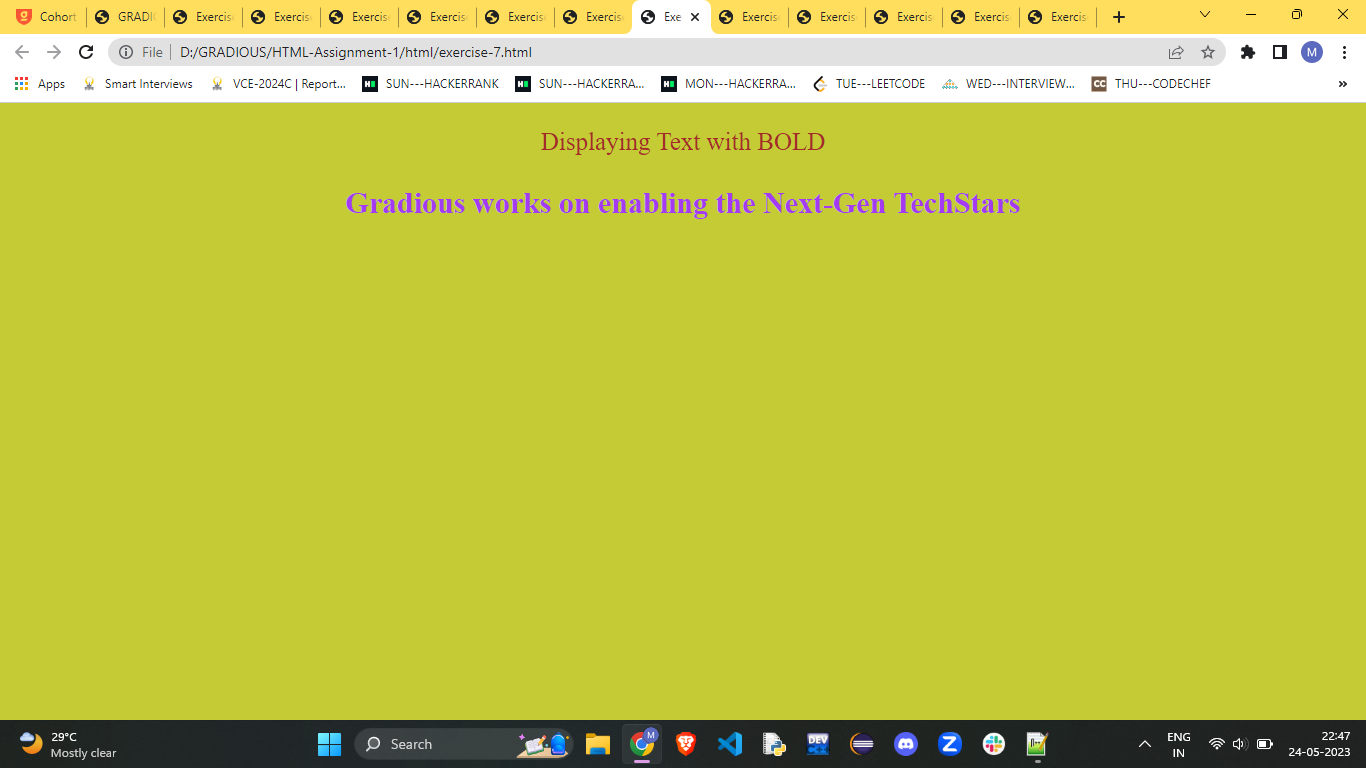 Cohort GRADI Exercis Exercis Exercis Exercis Exercis Exercis Exe Exercis Exercis Exercis Exercis Exercis
File D:/GRADIOUS/HTML-Assignment-1/html/exercise-7.html M
Apps Smart Interviews VCE-2024C | Report... SUN---HACKERRANK SUN---HACKERRA... MON---HACKERRA... TUE---LEETCODE WED---INTERVIEW... THU---CODECHEF »
Displaying Text with BOLD
Gradious works on enabling the Next-Gen TechStars
29°C
Mostly clear
Search
M
DEV
ENG
IN
22:47
24-05-2023